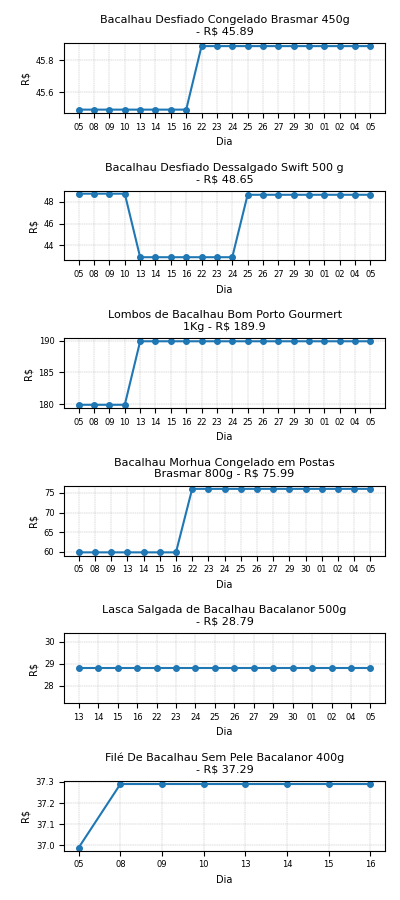 Bacalhau Desfiado Congelado Brasmar 450g
- R$ 45.89
45.8
45.6
R$
05 08 09 10 13 14 15 16 22 23 24 25 26 27 29 30 01 02 04 05
Dia
Bacalhau Desfiado Dessalgado Swift 500 g
- R$ 48.65
48
46
44
R$
05 08 09 10 13 14 15 16 22 23 24 25 26 27 29 30 01 02 04 05
Dia
Lombos de Bacalhau Bom Porto Gourmert
1Kg - R$ 189.9
190
185
180
R$
05 08 09 10 13 14 15 16 22 23 24 25 26 27 29 30 01 02 04 05
Dia
Bacalhau Morhua Congelado em Postas
Brasmar 800g - R$ 75.99
75
70
65
60
R$
05 08 09 13 14 15 16 22 23 24 25 26 27 29 30 01 02 04 05
Dia
Lasca Salgada de Bacalhau Bacalanor 500g
- R$ 28.79
30
29
28
R$
13 14 15 16 22 23 24 25 26 27 29 30 01 02 04 05
Dia
Filé De Bacalhau Sem Pele Bacalanor 400g
- R$ 37.29
37.3
37.2
37.1
37.0
R$
05 08 09 10 13 14 15 16
Dia